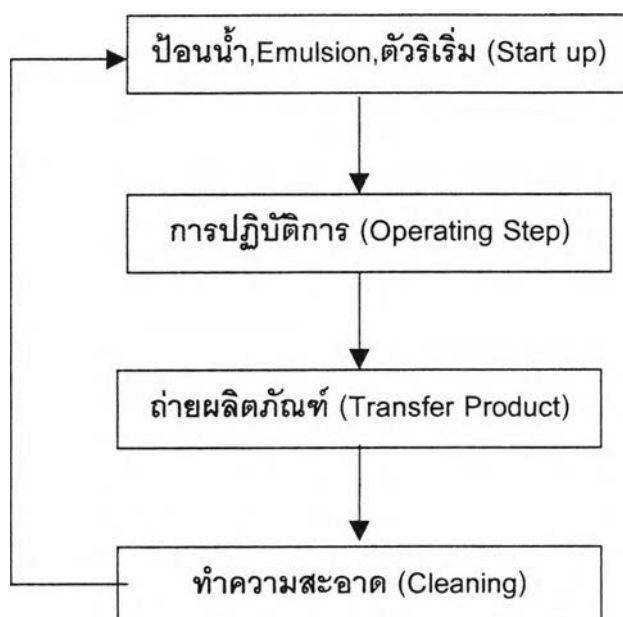 ป้อนน้ำ,Emulsion,ตัวริเริ่ม (Start up)
การปฏิบัติการ (Operating Step)
ถ่ายผลิตภัณฑ์ (Transfer Product)
ทำความสะอาด (Cleaning)